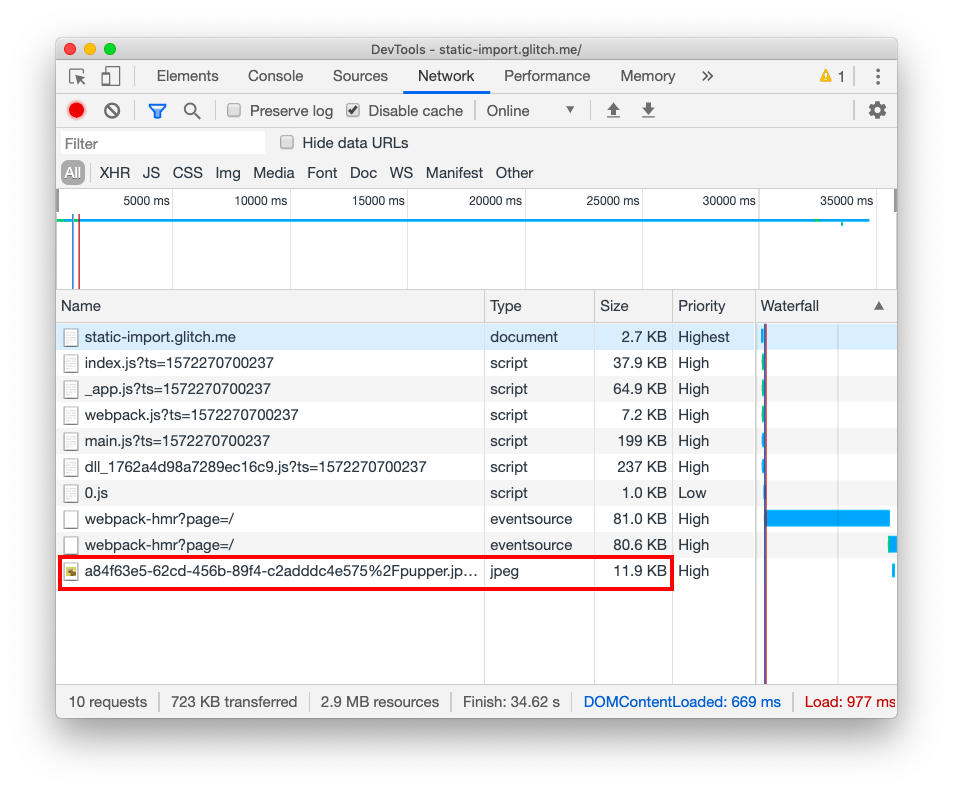 DevTools - static-import.glitch.me/
Elements Console Sources Network Performance Memory » 1
Preserve log Disable cache Online ▼
Filter Hide data URLs
All XHR JS CSS Img Media Font Doc WS Manifest Other
5000 ms 10000 ms 15000 ms 20000 ms 25000 ms 30000 ms 35000 ms
Name Type Size Priority Waterfall ▲
static-import.glitch.me document 2.7 KB Highest
index.js?ts=1572270700237 script 37.9 KB High
_app.js?ts=1572270700237 script 64.9 KB High
webpack.js?ts=1572270700237 script 7.2 KB High
main.js?ts=1572270700237 script 199 KB High
dll_1762a4d98a7289ec16c9.js?ts=1572270700237 script 237 KB High
0.js script 1.0 KB Low
webpack-hmr?page=/ eventsource 81.0 KB High
webpack-hmr?page=/ eventsource 80.6 KB High
a84f63e5-62cd-456b-89f4-c2adddc4e575%2Fpupper.jp… jpeg 11.9 KB High
10 requests 723 KB transferred 2.9 MB resources Finish: 34.62 s DOMContentLoaded: 669 ms Load: 977 ms